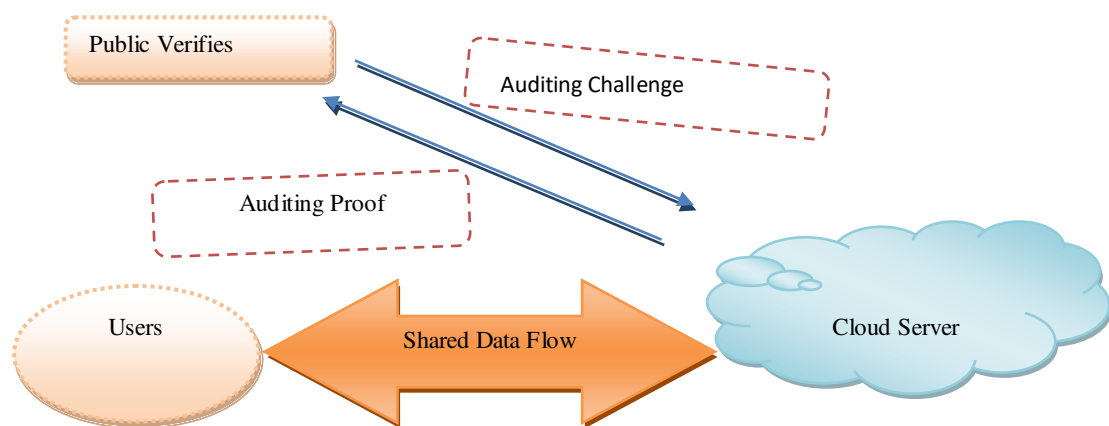 Public Verifies
Auditing Challenge
Auditing Proof
Users
Shared Data Flow
Cloud Server